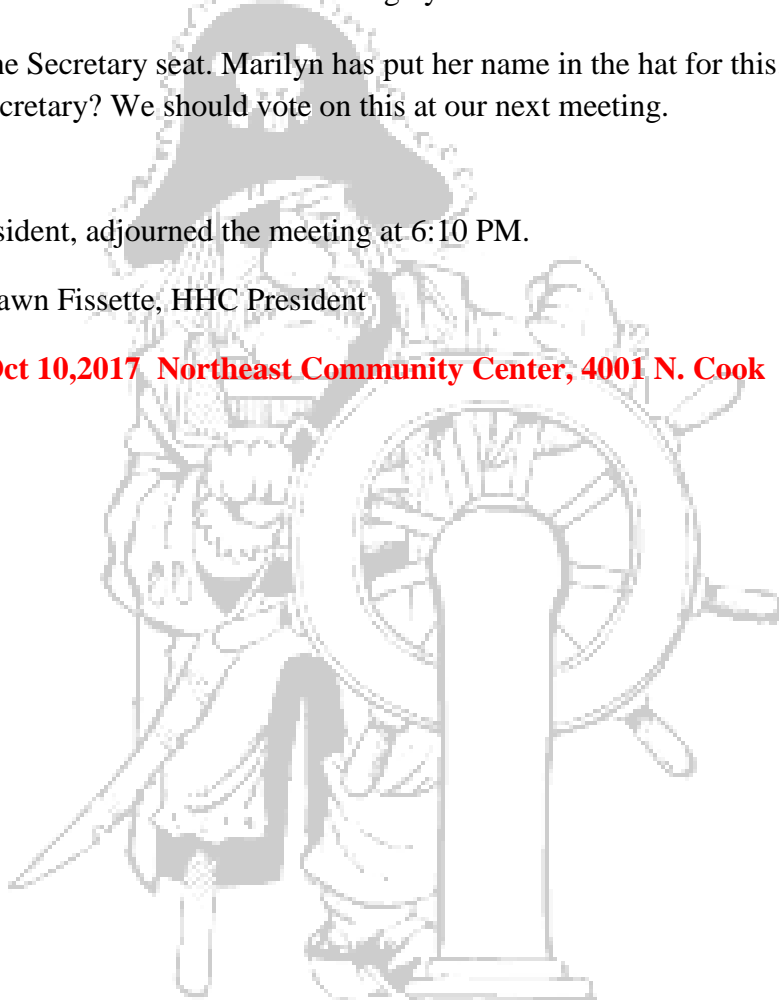 he Secretary seat. Marilyn has put her name in the hat for this
ecretary? We should vote on this at our next meeting.
sident, adjourned the meeting at 6:10 PM.
awn Fissette, HHC President
Oct 10,2017 Northeast Community Center, 4001 N. Cook